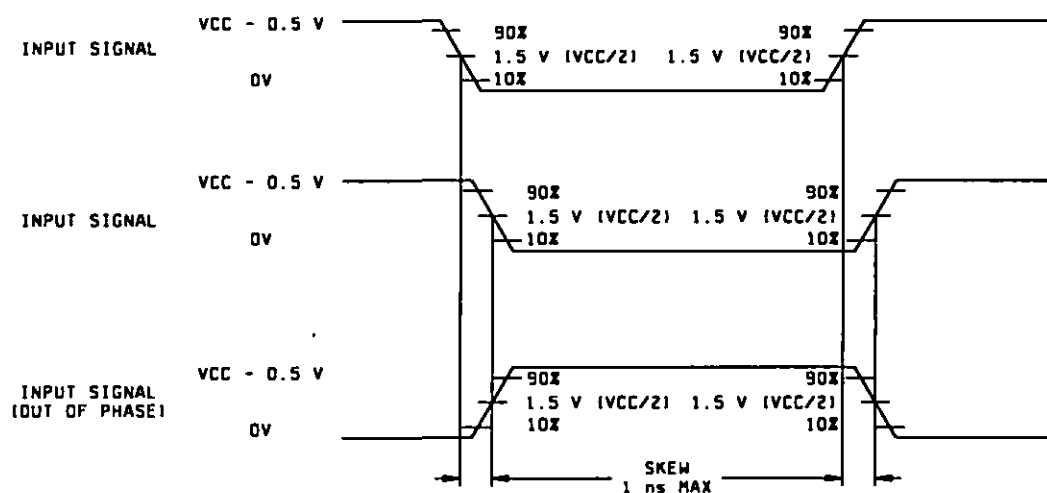 VCC - 0.5 V
90% 90%
INPUT SIGNAL
1.5 V (VCC/2) 1.5 V (VCC/2)
0V
10% 10%
VCC - 0.5 V
90% 90%
INPUT SIGNAL
1.5 V (VCC/2) 1.5 V (VCC/2)
0V
10% 10%
VCC - 0.5 V
90% 90%
INPUT SIGNAL
(OUT OF PHASE)
1.5 V (VCC/2) 1.5 V (VCC/2)
0V
10% 10%
SKEW
1 ns MAX